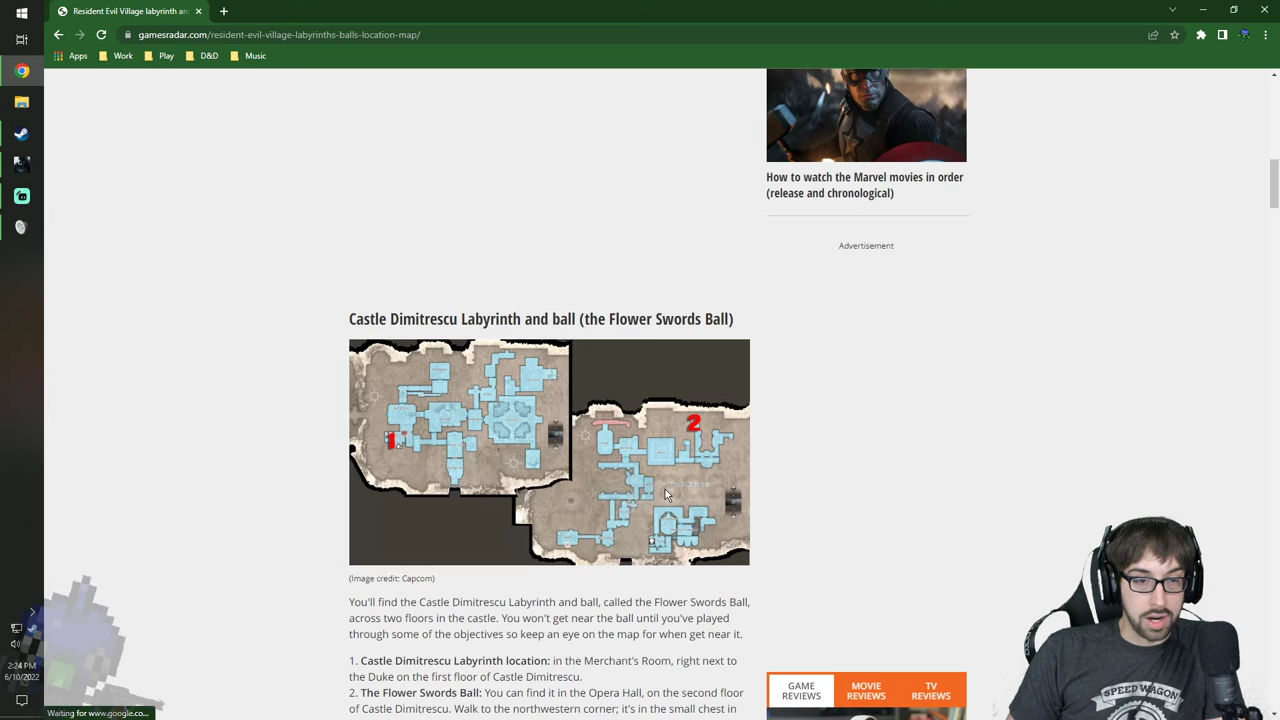 Resident Evil Village labyrinth an
gamesradar.com/resident-evil-village-labyrinths-balls-location-map/
Apps Work Play D&D Music
How to watch the Marvel movies in order
(release and chronological)
Advertisement
Castle Dimitrescu Labyrinth and ball (the Flower Swords Ball)
1
2
(Image credit: Capcom)
You'll find the Castle Dimitrescu Labyrinth and ball, called the Flower Swords Ball,
across two floors in the castle. You won't get near the ball until you've played
through some of the objectives so keep an eye on the map for when get near it.
1. Castle Dimitrescu Labyrinth location: in the Merchant's Room, right next to
the Duke on the first floor of Castle Dimitrescu.
2. The Flower Swords Ball: You can find it in the Opera Hall, on the second floor
of Castle Dimitrescu. Walk to the northwestern corner; it's in the small chest in
GAME
REVIEWS
MOVIE
REVIEWS
TV
REVIEWS
SPEED WAGON
2:24 PM
6/10/2022
Waiting for www.google.co...